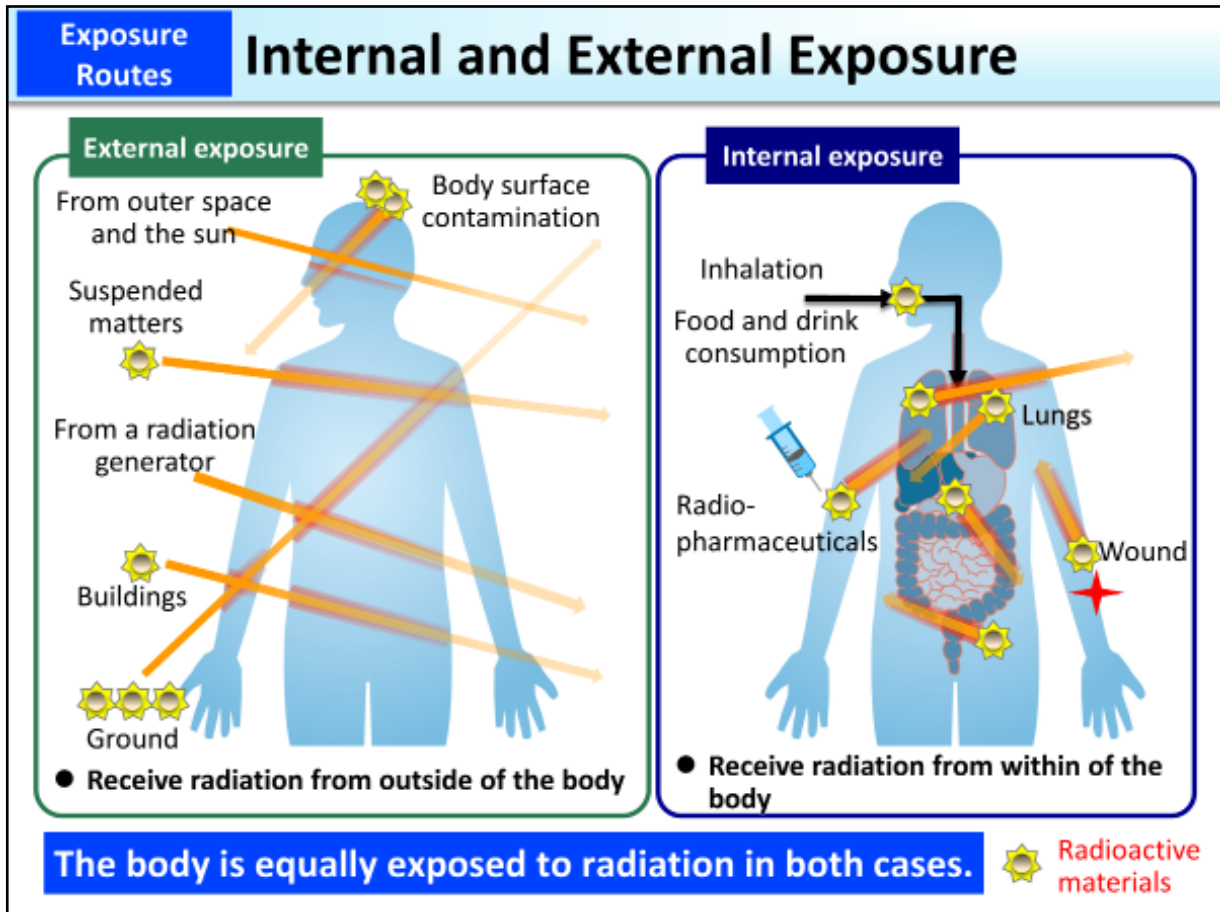 Exposure
Routes
Internal and External Exposure
External exposure
From outer space
and the sun
Body surface
contamination
Suspended
matters
From a radiation
generator
Buildings
Ground
● Receive radiation from outside of the body
Internal exposure
Inhalation
Food and drink
consumption
Lungs
Radio-
pharmaceuticals
Wound
● Receive radiation from within of the
body
The body is equally exposed to radiation in both cases.
Radioactive
materials